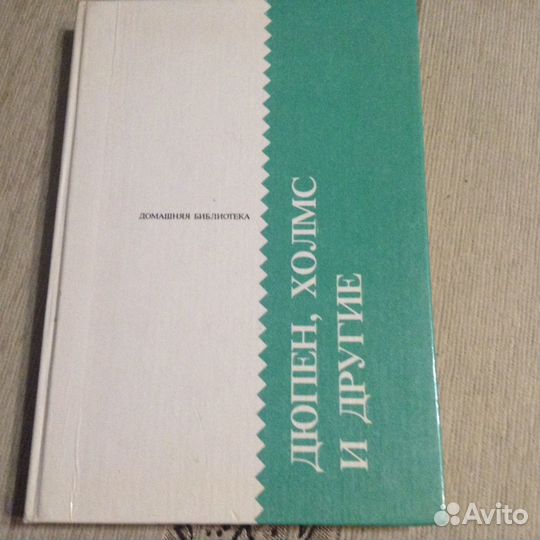 ДОМАШНЯЯ БИБЛИОТЕКА
ДЮПЕН, ХОЛМС
И ДРУГИЕ
Avito